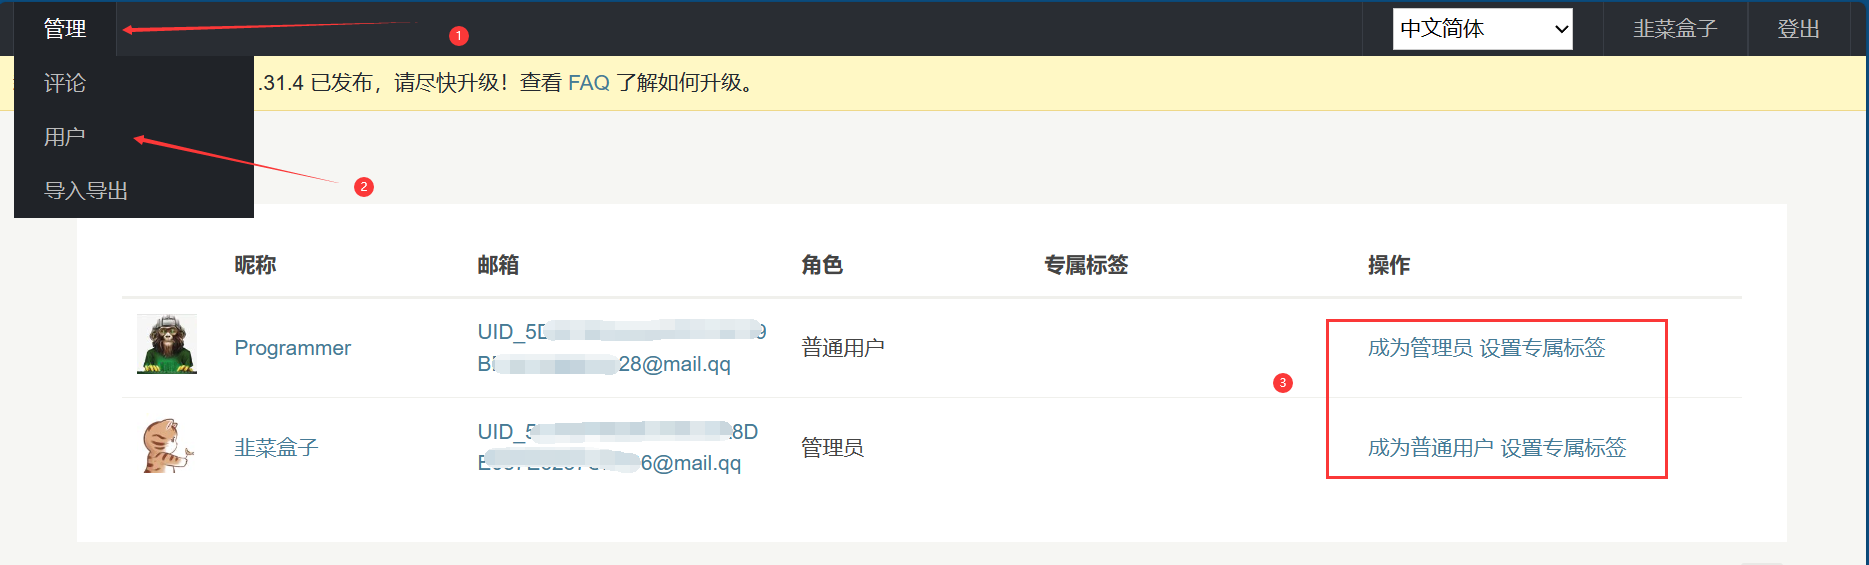 管理
1
中文简体
韭菜盒子
登出
评论
.31.4 已发布，请尽快升级！查看 FAQ 了解如何升级。
用户
2
导入导出
昵称 邮箱 角色 专属标签 操作
Programmer
UID_5 9
B 28@mail.qq
普通用户
成为管理员 设置专属标签
3
韭菜盒子
UID_5 8D
6@mail.qq
管理员
成为普通用户 设置专属标签